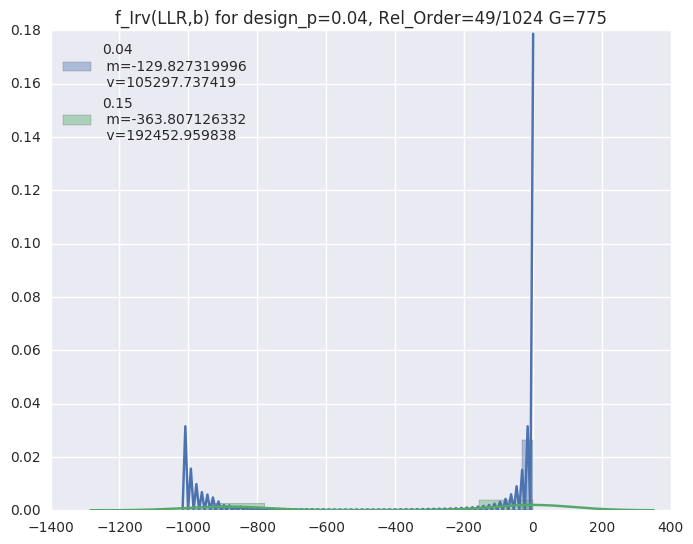 f_Irv(LLR,b) for design_p=0.04, Rel_Order=49/1024 G=775
0.18
0.16
0.14
0.12
0.10
0.08
0.06
0.04
0.02
0.00
0.04
m=-129.827319996
v=105297.737419
0.15
m=-363.807126332
v=192452.959838
−1400 −1200 −1000 −800 −600 −400 −200 0 200 400